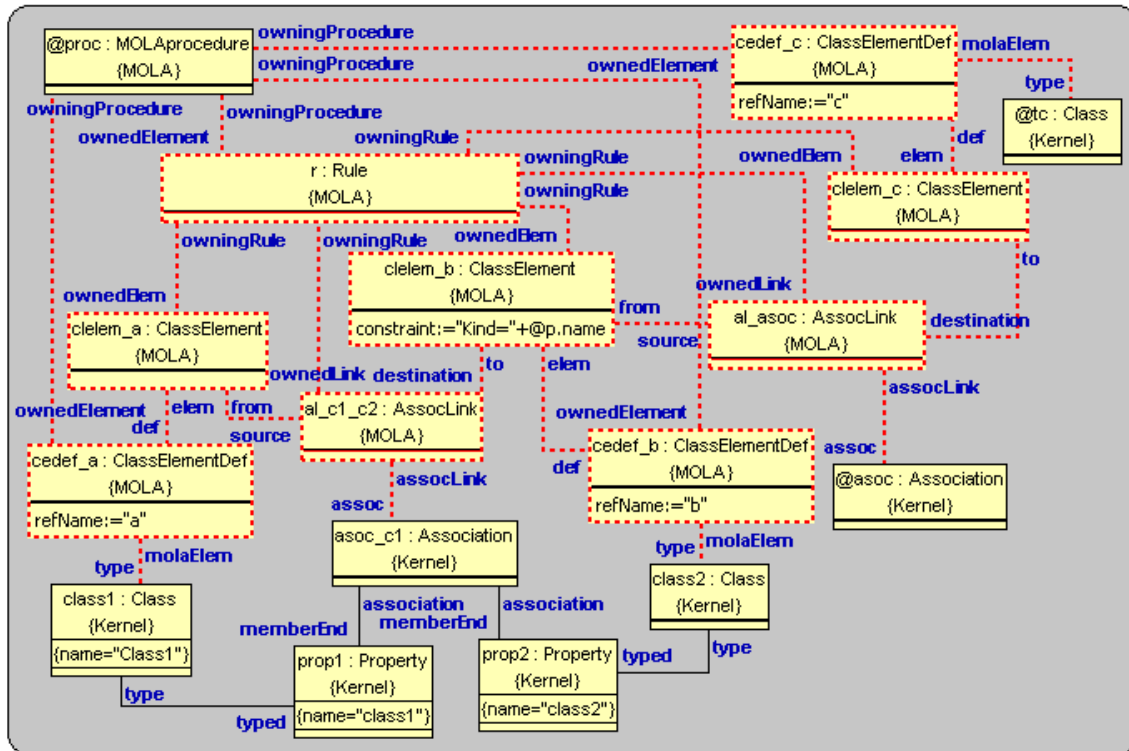 @proc : MOLAprocedure
{MOLA}
owningProcedure
owningProcedure
ownedElement
cedef_c : ClassElementDef
{MOLA}
refName:="c"
molaElem
type
@tc : Class
{Kernel}
owningProcedure
ownedElement
owningProcedure
def
elem
r : Rule
{MOLA}
owningRule
owningRule
owningRule
ownedElem
clelem_c : ClassElement
{MOLA}
owningRule
owningRule
ownedElem
clelem_b : ClassElement
{MOLA}
constraint:="Kind="+@p.name
to
ownedElem
from
source
ownedLink
al_asoc : AssocLink
{MOLA}
destination
clelem_a : ClassElement
{MOLA}
ownedLink
destination
to
elem
assocLink
ownedElement
elem
def
from
source
al_c1_c2 : AssocLink
{MOLA}
ownedElement
def
cedef_a : ClassElementDef
{MOLA}
refName:="a"
assocLink
assoc
cedef_b : ClassElementDef
{MOLA}
refName:="b"
assoc
@asoc : Association
{Kernel}
type
molaElem
asoc_c1 : Association
{Kernel}
type
molaElem
class1 : Class
{Kernel}
{name="Class1"}
association
memberEnd
association
memberEnd
class2 : Class
{Kernel}
prop1 : Property
{Kernel}
{name="class1"}
prop2 : Property
{Kernel}
{name="class2"}
typed
type
type
typed